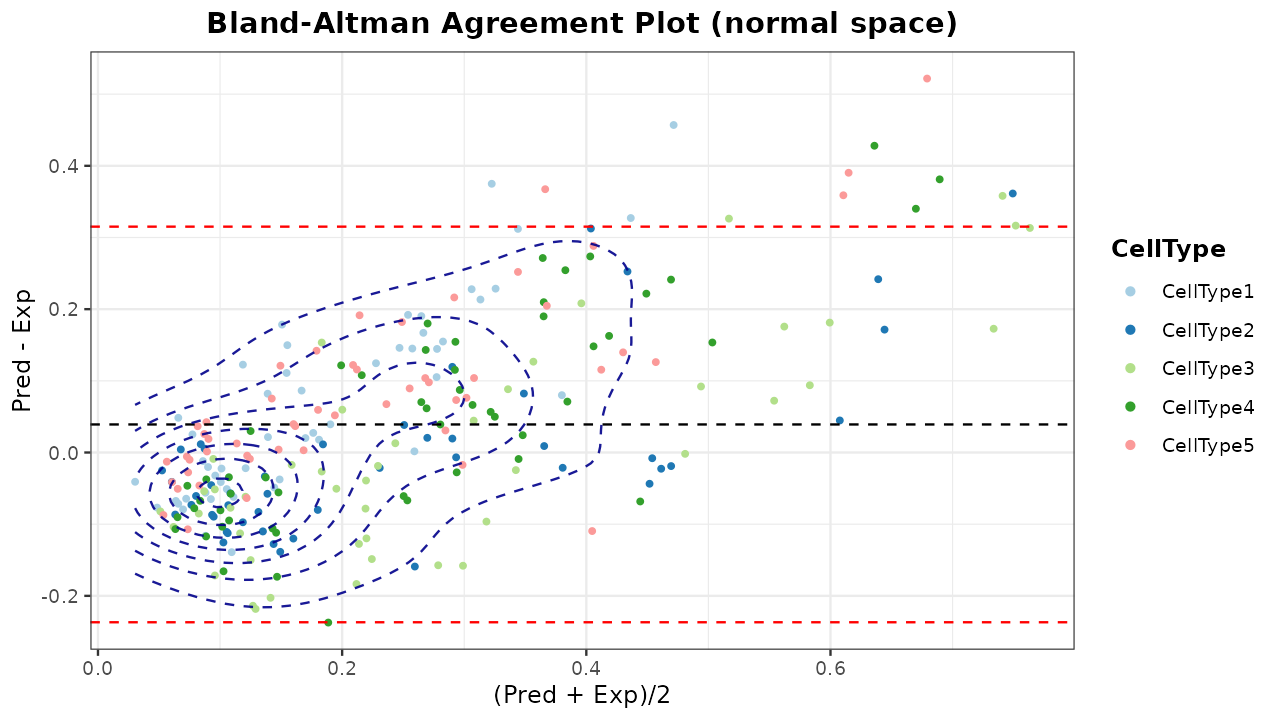 Bland-Altman Agreement Plot (normal space)
Pred - Exp
0.4
0.2
0.0
-0.2
0.0 0.2 0.4 0.6
(Pred + Exp)/2
CellType
CellType1
CellType2
CellType3
CellType4
CellType5